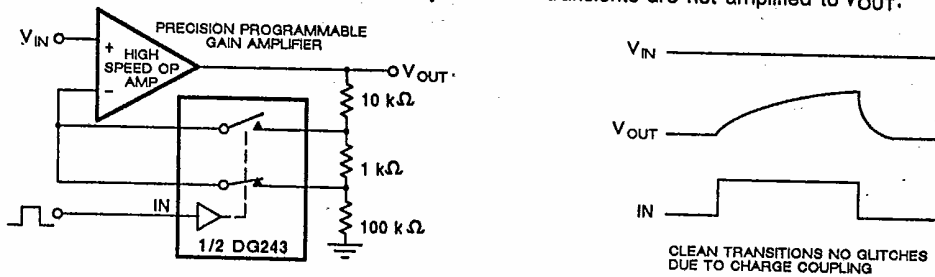 transients are not amplified to VOUT.
PRECISION PROGRAMMABLE
GAIN AMPLIFIER
VIN
+
HIGH
SPEED OP
AMP
−
VOUT
10 kΩ
1 kΩ
100 kΩ
IN
1/2 DG243
VIN
VOUT
IN
CLEAN TRANSITIONS NO GLITCHES
DUE TO CHARGE COUPLING